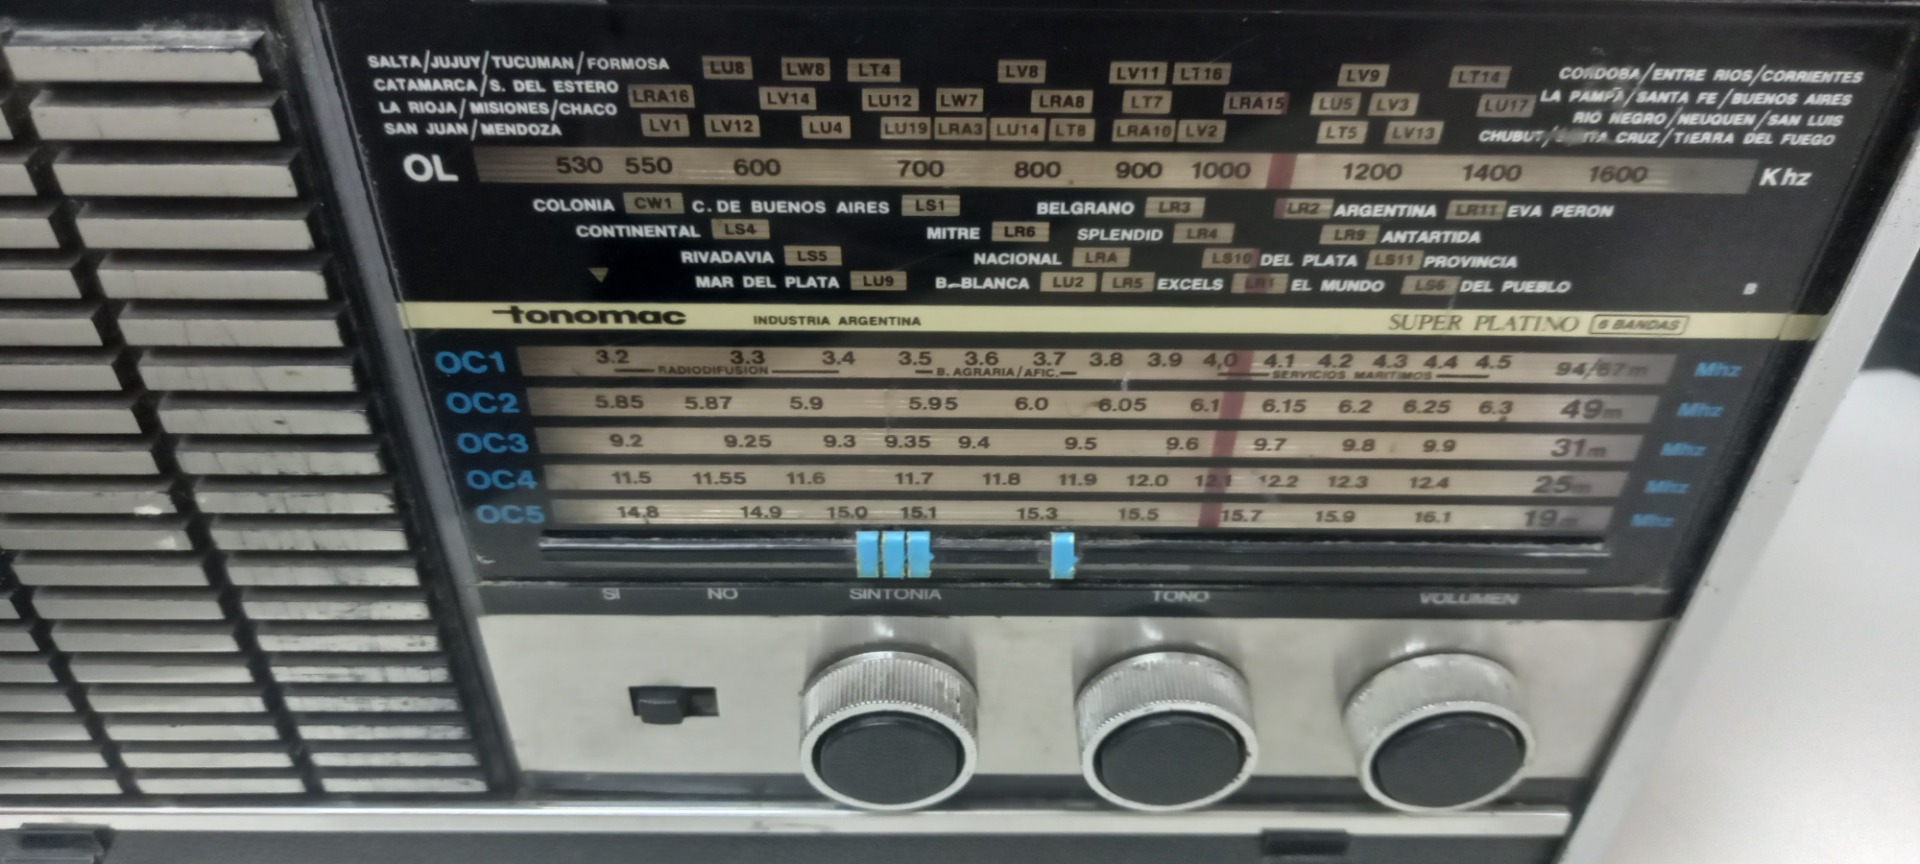 SALTA/JUJUY/TUCUMAN/FORMOSA LU8 LW8 LT4 LV8 LV11 LT16 LV9 LT14 CORDOBA/ENTRE RIOS/CORRIENTES
CATAMARCA/S. DEL ESTERO LRA16 LV14 LU12 LW7 LRA8 LT7 LRA15 LU5 LV3 LU17 LA PAMPA/SANTA FE/BUENOS AIRES
LA RIOJA/MISIONES/CHACO RIO NEGRO/NEUQUEN/SAN LUIS
SAN JUAN/MENDOZA LV1 LV12 LU4 LU19 LRA3 LU14 LT8 LRA10 LV2 LT5 LV13 CHUBUT/ CRUZ/TIERRA DEL FUEGO
OL 530 550 600 700 800 900 1000 1200 1400 1600 Khz
COLONIA CW1 C. DE BUENOS AIRES LS1 BELGRANO LR3 LR2 ARGENTINA LR11 EVA PERON
CONTINENTAL LS4 MITRE LR6 SPLENDID LR4 LR9 ANTARTIDA
RIVADAVIA LS5 NACIONAL LRA LS10 DEL PLATA LS11 PROVINCIA
MAR DEL PLATA LU9 B-BLANCA LU2 LR5 EXCELS LR1 EL MUNDO LS6 DEL PUEBLO B
tonomac INDUSTRIA ARGENTINA SUPER PLATINO 6 BANDAS
OC1 3.2 3.3 3.4 3.5 3.6 3.7 3.8 3.9 4,0 4.1 4.2 4.3 4.4 4.5 94/67m Mhz
RADIODIFUSION B. AGRARIA/AFIC. SERVICIOS MARITIMOS
OC2 5.85 5.87 5.9 5.95 6.0 6.05 6.1 6.15 6.2 6.25 6.3 49m Mhz
OC3 9.2 9.25 9.3 9.35 9.4 9.5 9.6 9.7 9.8 9.9 31m Mhz
OC4 11.5 11.55 11.6 11.7 11.8 11.9 12.0 12.1 12.2 12.3 12.4 25m Mhz
OC5 14.8 14.9 15.0 15.1 15.3 15.5 15.7 15.9 16.1 19m Mhz
SI NO SINTONIA TONO VOLUMEN